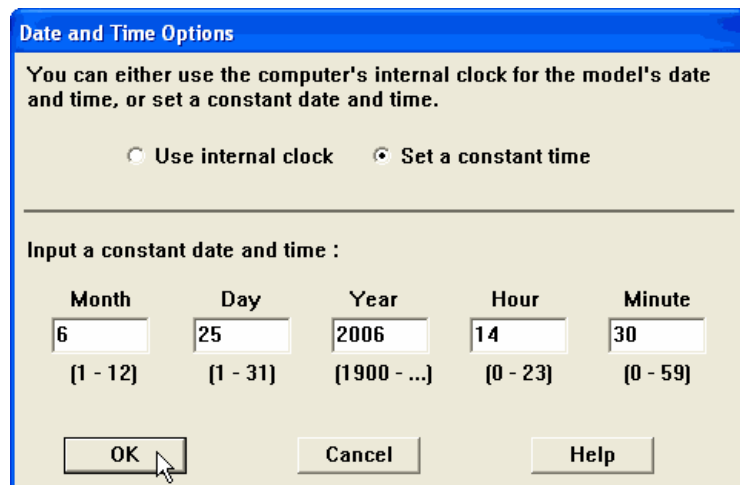 Date and Time Options
You can either use the computer's internal clock for the model's date
and time, or set a constant date and time.
Use internal clock Set a constant time
Input a constant date and time :
Month Day Year Hour Minute
6 25 2006 14 30
(1 - 12) (1 - 31) (1900 - ...) (0 - 23) (0 - 59)
OK Cancel Help